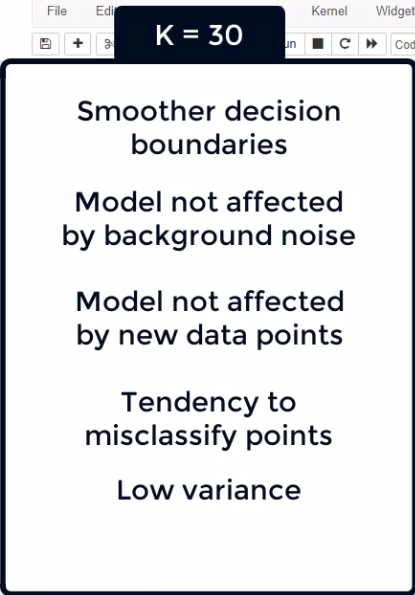 File Edi Kernel Widget
K = 30
un Cod
Smoother decision
boundaries
Model not affected
by background noise
Model not affected
by new data points
Tendency to
misclassify points
Low variance